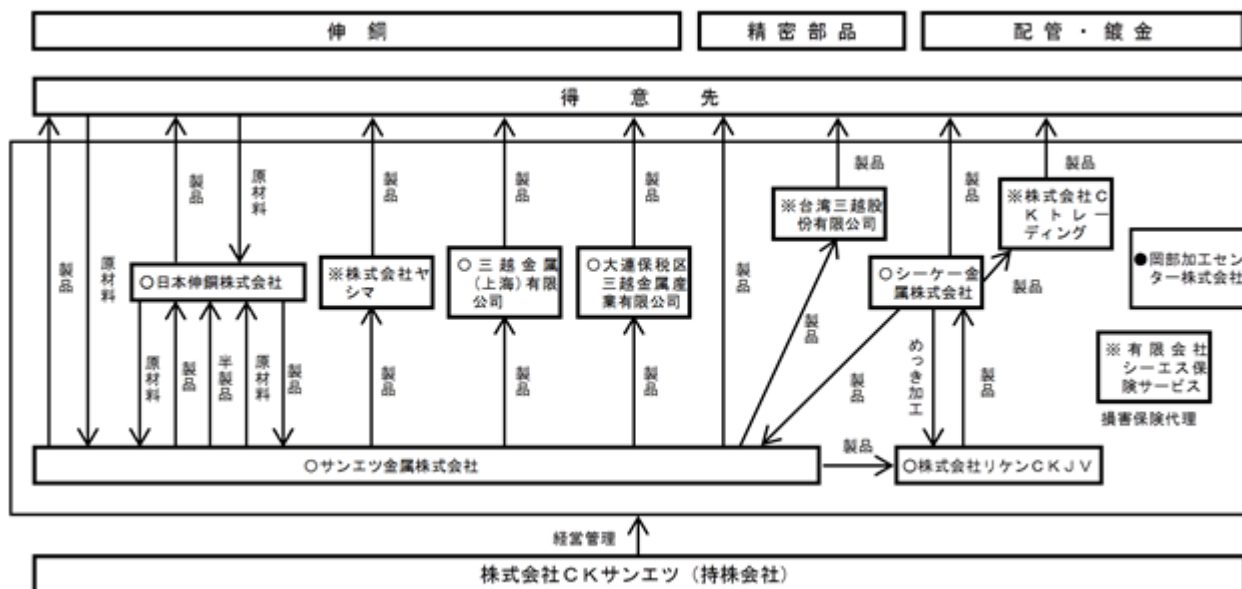 伸銅
精密部品
配管・鍍金
得意先
製品
原材料
製品
原材料
製品
製品
製品
製品
製品
製品
製品
※台湾三越股
份有限公司
※株式会社C
Kトレー
ディング
○日本伸銅株式会社
※株式会社ヤ
シマ
○三越金属
(上海)有限
公司
○大連保税区
三越金属産
業有限公司
○シーケー金
属株式会社
製品
●岡部加工セン
ター株式会社
原材料
製品
半製品
原材料
製品
製品
製品
製品
製品
製品
めっき加工
製品
※有限会社
シーエス保
険サービス
損害保険代理
○サンエツ金属株式会社
製品
○株式会社リケンCKJV
経営管理
株式会社CKサンエツ(持株会社)